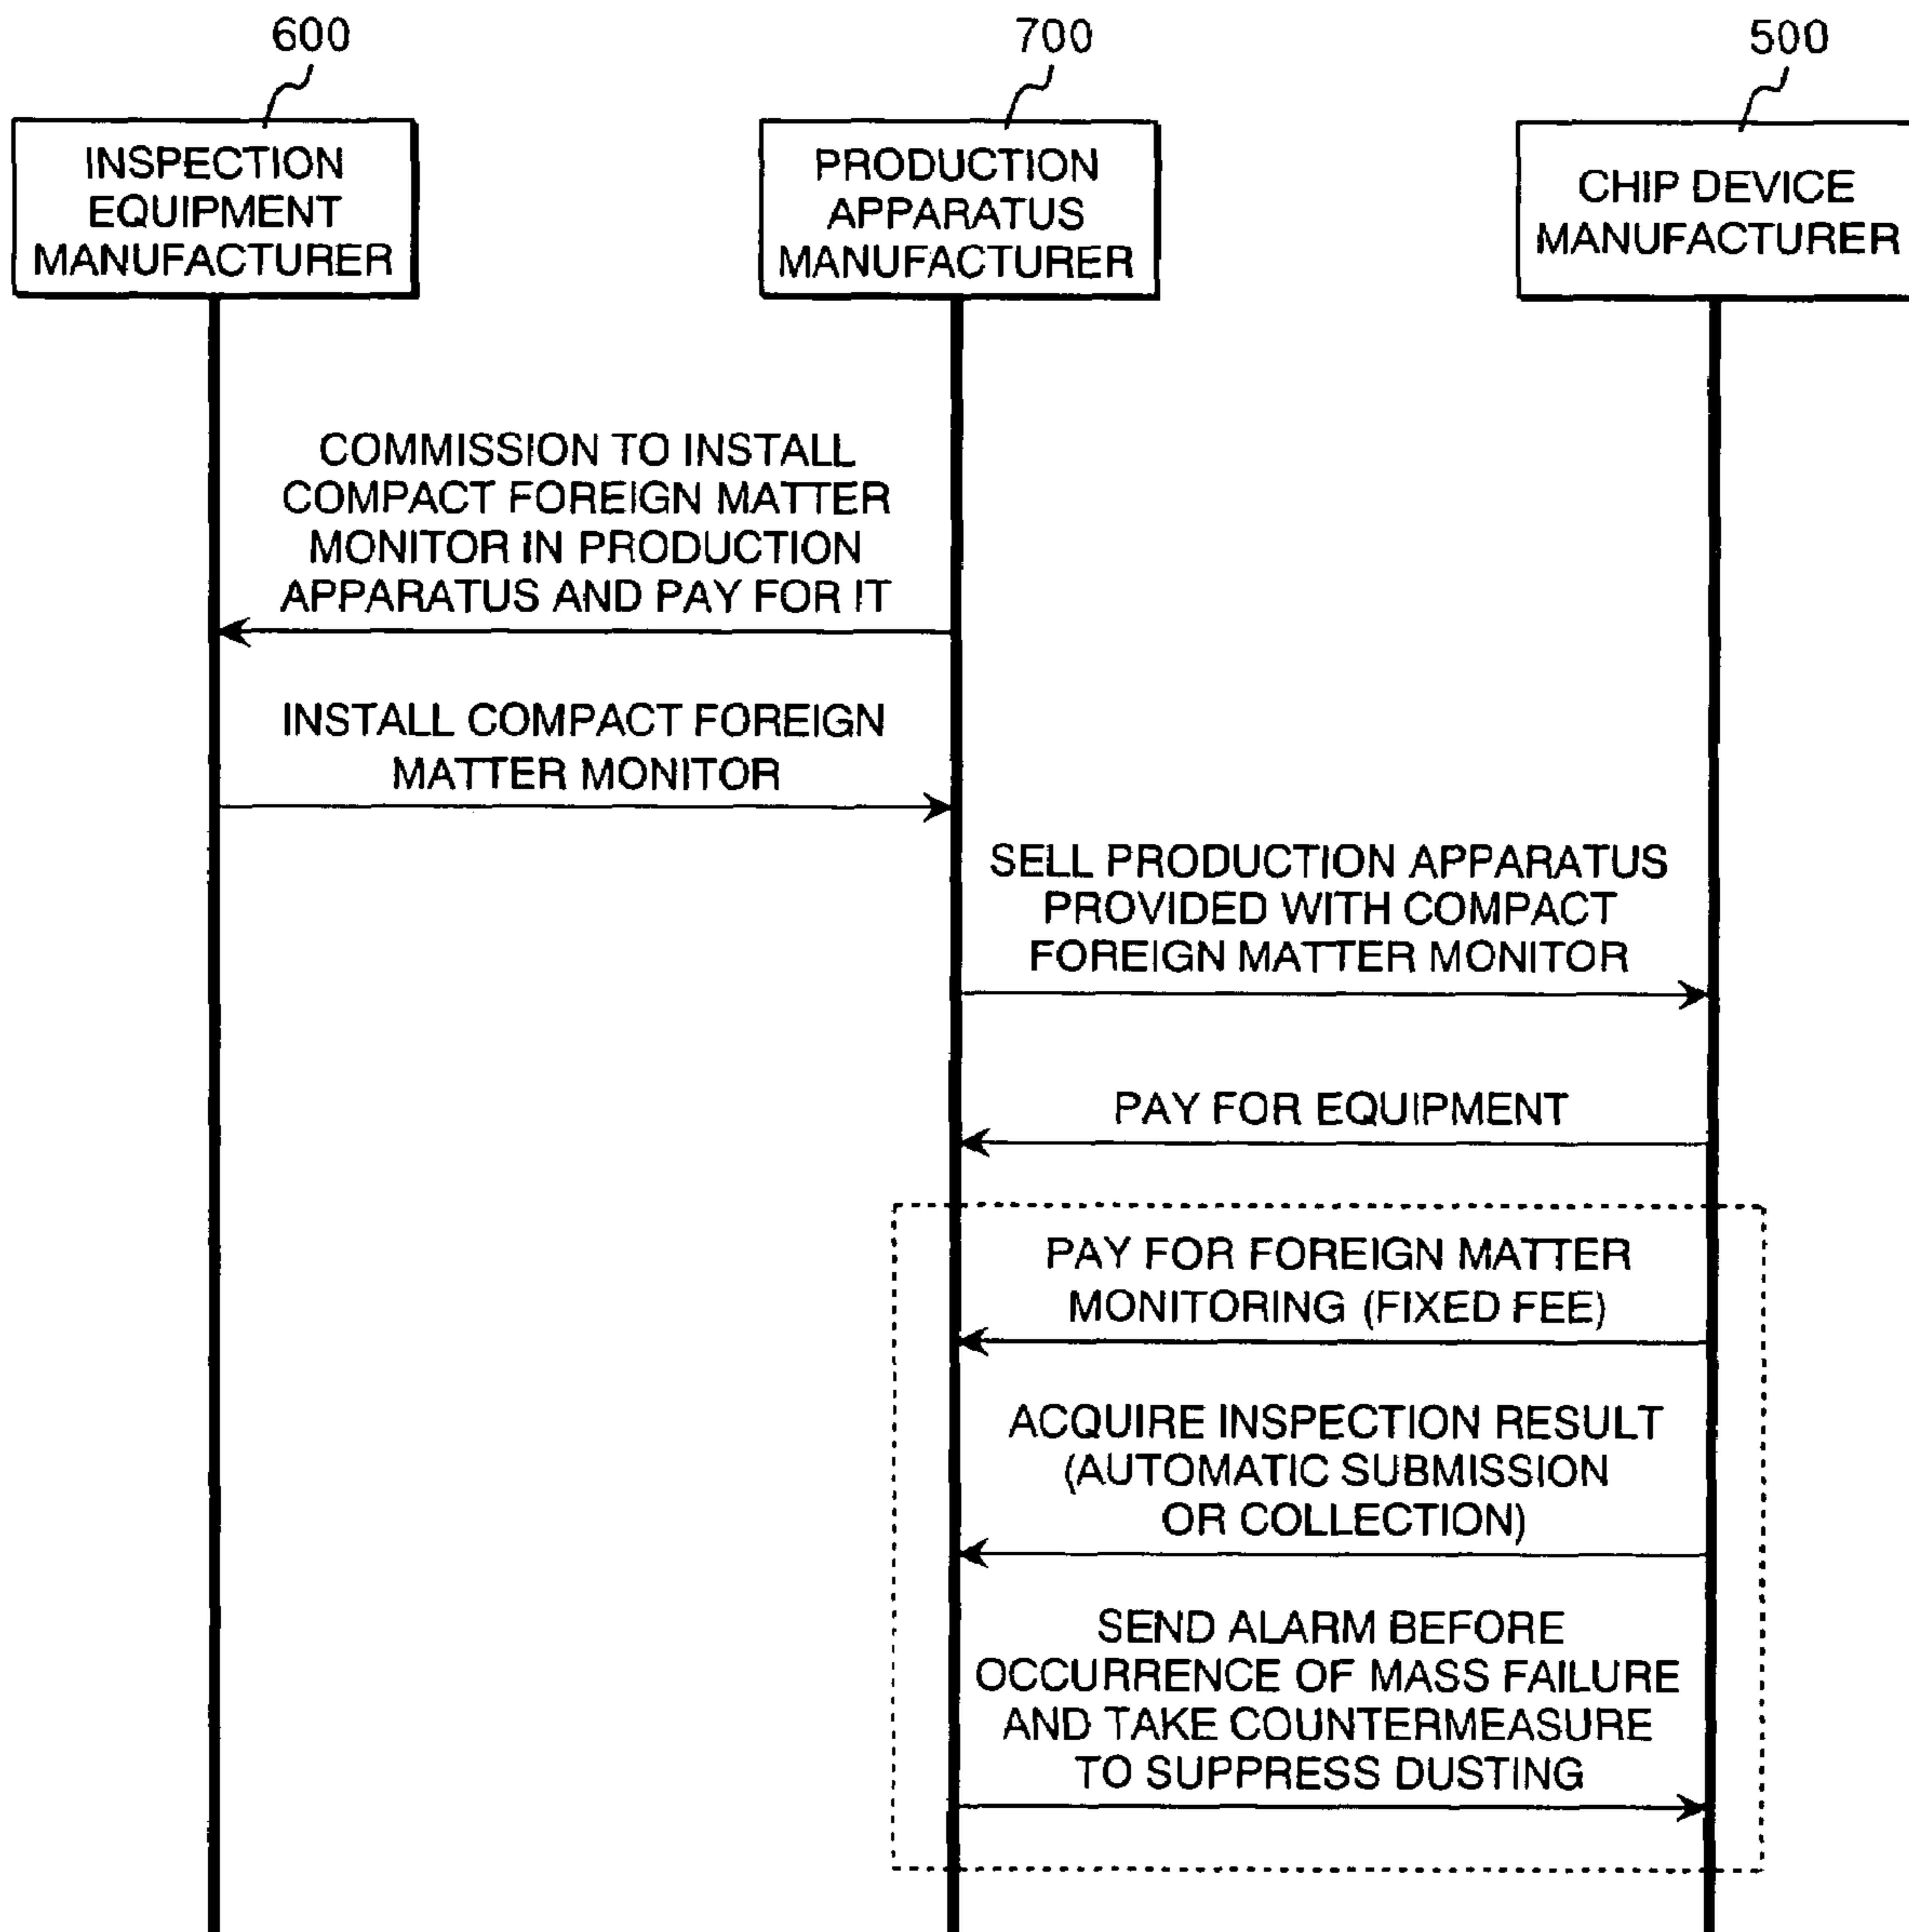 600
700
500
INSPECTION
EQUIPMENT
MANUFACTURER
PRODUCTION
APPARATUS
MANUFACTURER
CHIP DEVICE
MANUFACTURER
COMMISSION TO INSTALL
COMPACT FOREIGN MATTER
MONITOR IN PRODUCTION
APPARATUS AND PAY FOR IT
INSTALL COMPACT FOREIGN
MATTER MONITOR
SELL PRODUCTION APPARATUS
PROVIDED WITH COMPACT
FOREIGN MATTER MONITOR
PAY FOR EQUIPMENT
PAY FOR FOREIGN MATTER
MONITORING (FIXED FEE)
ACQUIRE INSPECTION RESULT
(AUTOMATIC SUBMISSION
OR COLLECTION)
SEND ALARM BEFORE
OCCURRENCE OF MASS FAILURE
AND TAKE COUNTERMEASURE
TO SUPPRESS DUSTING